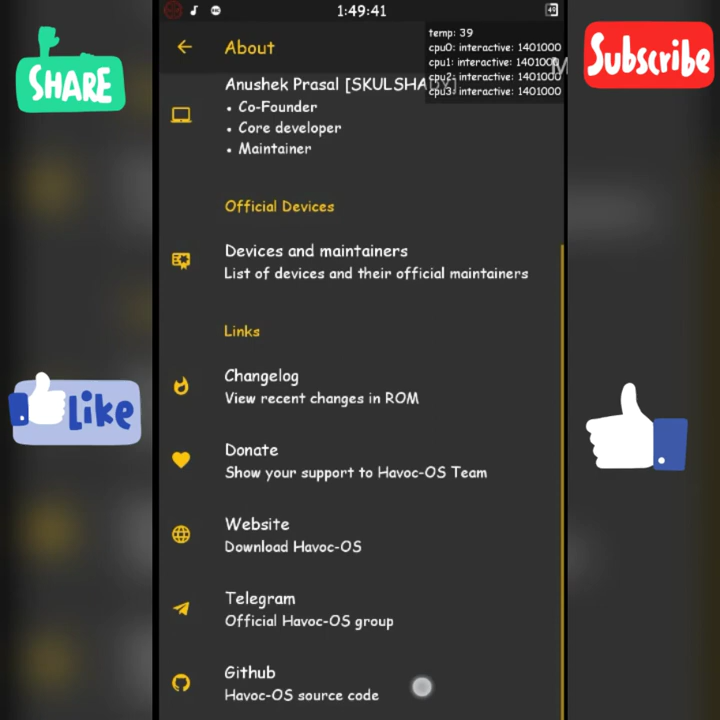 1:49:41
49
temp: 39
cpu0: interactive: 1401000
cpu1: interactive: 1401000
cpu2: interactive: 1401000
cpu3: interactive: 1401000
SHARE
Subscribe
About
Anushek Prasal [SKULSHADY]
• Co-Founder
• Core developer
• Maintainer
Official Devices
Devices and maintainers
List of devices and their official maintainers
Links
Changelog
View recent changes in ROM
Like
Donate
Show your support to Havoc-OS Team
Website
Download Havoc-OS
Telegram
Official Havoc-OS group
Github
Havoc-OS source code